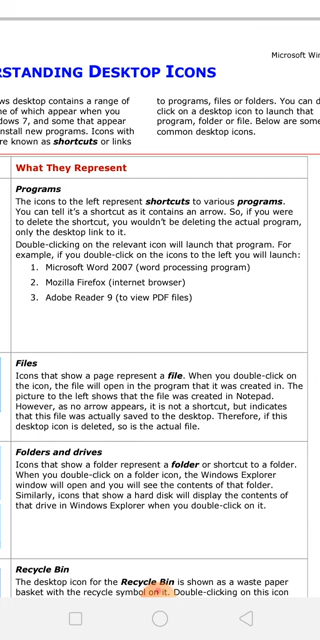 Microsoft Win
RSTANDING DESKTOP ICONS
ws desktop contains a range of
ne of which appear when you
dows 7, and some that appear
nstall new programs. Icons with
re known as shortcuts or links
to programs, files or folders. You can d
click on a desktop icon to launch that
program, folder or file. Below are some
common desktop icons.
What They Represent
Programs
The icons to the left represent shortcuts to various programs.
You can tell it's a shortcut as it contains an arrow. So, if you were
to delete the shortcut, you wouldn't be deleting the actual program,
only the desktop link to it.
Double-clicking on the relevant icon will launch that program. For
example, if you double-click on the icons to the left you will launch:
1. Microsoft Word 2007 (word processing program)
2. Mozilla Firefox (internet browser)
3. Adobe Reader 9 (to view PDF files)
Files
Icons that show a page represent a file. When you double-click on
the icon, the file will open in the program that it was created in. The
picture to the left shows that the file was created in Notepad.
However, as no arrow appears, it is not a shortcut, but indicates
that this file was actually saved to the desktop. Therefore, if this
desktop icon is deleted, so is the actual file.
Folders and drives
Icons that show a folder represent a folder or shortcut to a folder.
When you double-click on a folder icon, the Windows Explorer
window will open and you will see the contents of that folder.
Similarly, icons that show a hard disk will display the contents of
that drive in Windows Explorer when you double-click on it.
Recycle Bin
The desktop icon for the Recycle Bin is shown as a waste paper
basket with the recycle symbol on it. Double-clicking on this icon